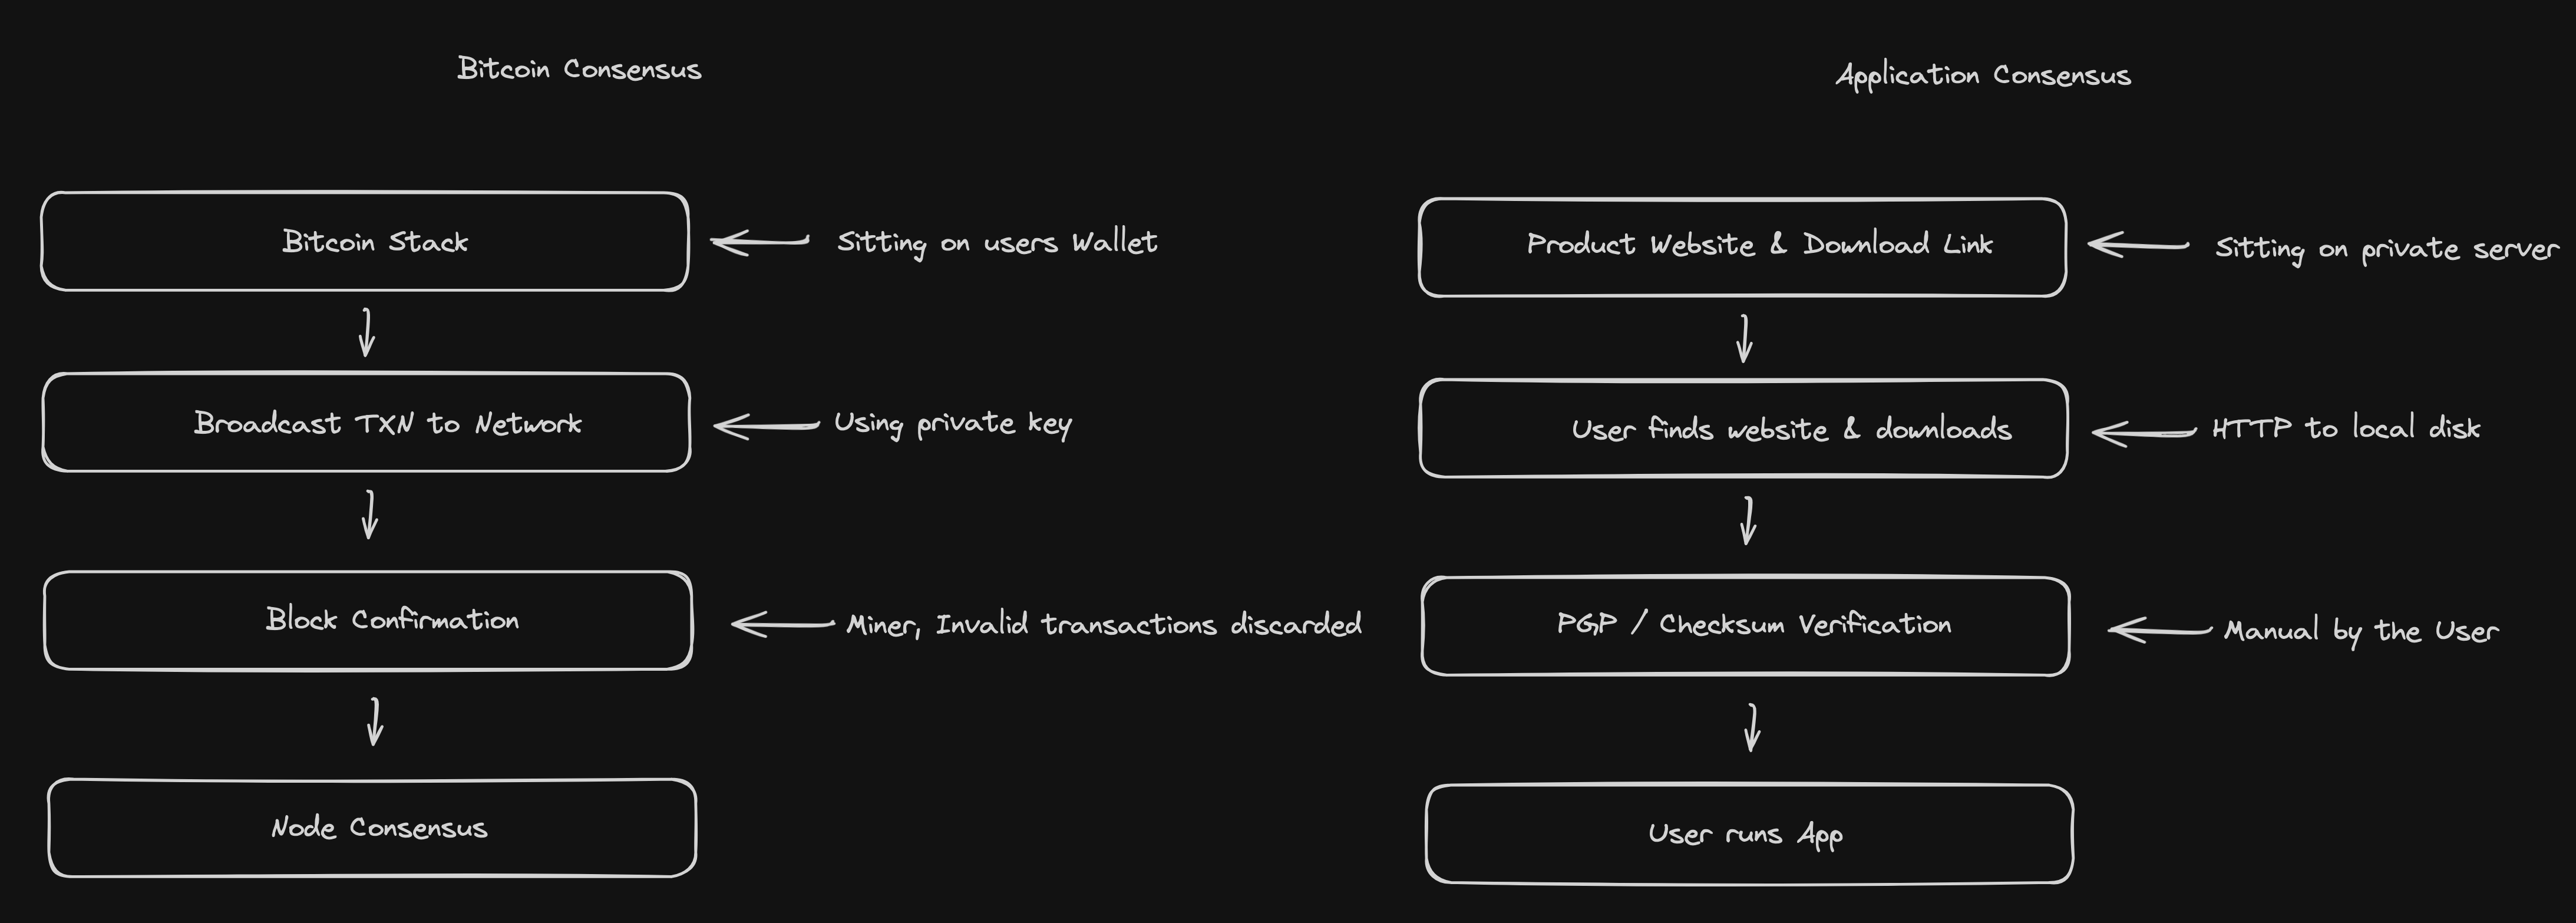 Bitcoin Consensus
Application Consensus
Bitcoin Stack
Sitting on users Wallet
Broadcast TXN to Network
Using private key
Block Confirmation
Miner, Invalid transactions discarded
Node Consensus
Product Website & Download Link
Sitting on private server
User finds website & downloads
HTTP to local disk
PGP / Checksum Verification
Manual by the User
User runs App